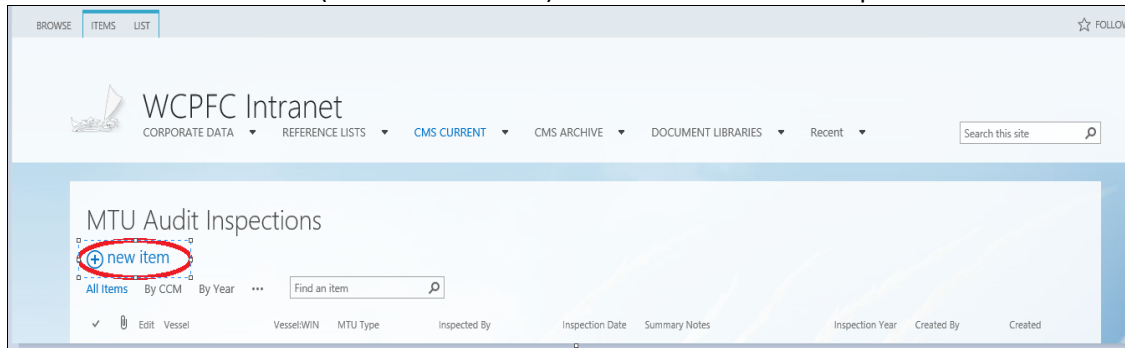 BROWSE ITEMS LIST FOLLOW
WCPFC Intranet
CORPORATE DATA REFERENCE LISTS CMS CURRENT CMS ARCHIVE DOCUMENT LIBRARIES Recent Search this site
MTU Audit Inspections
new item
All Items By CCM By Year ••• Find an item
Edit Vessel Vessel:WIN MTU Type Inspected By Inspection Date Summary Notes Inspection Year Created By Created